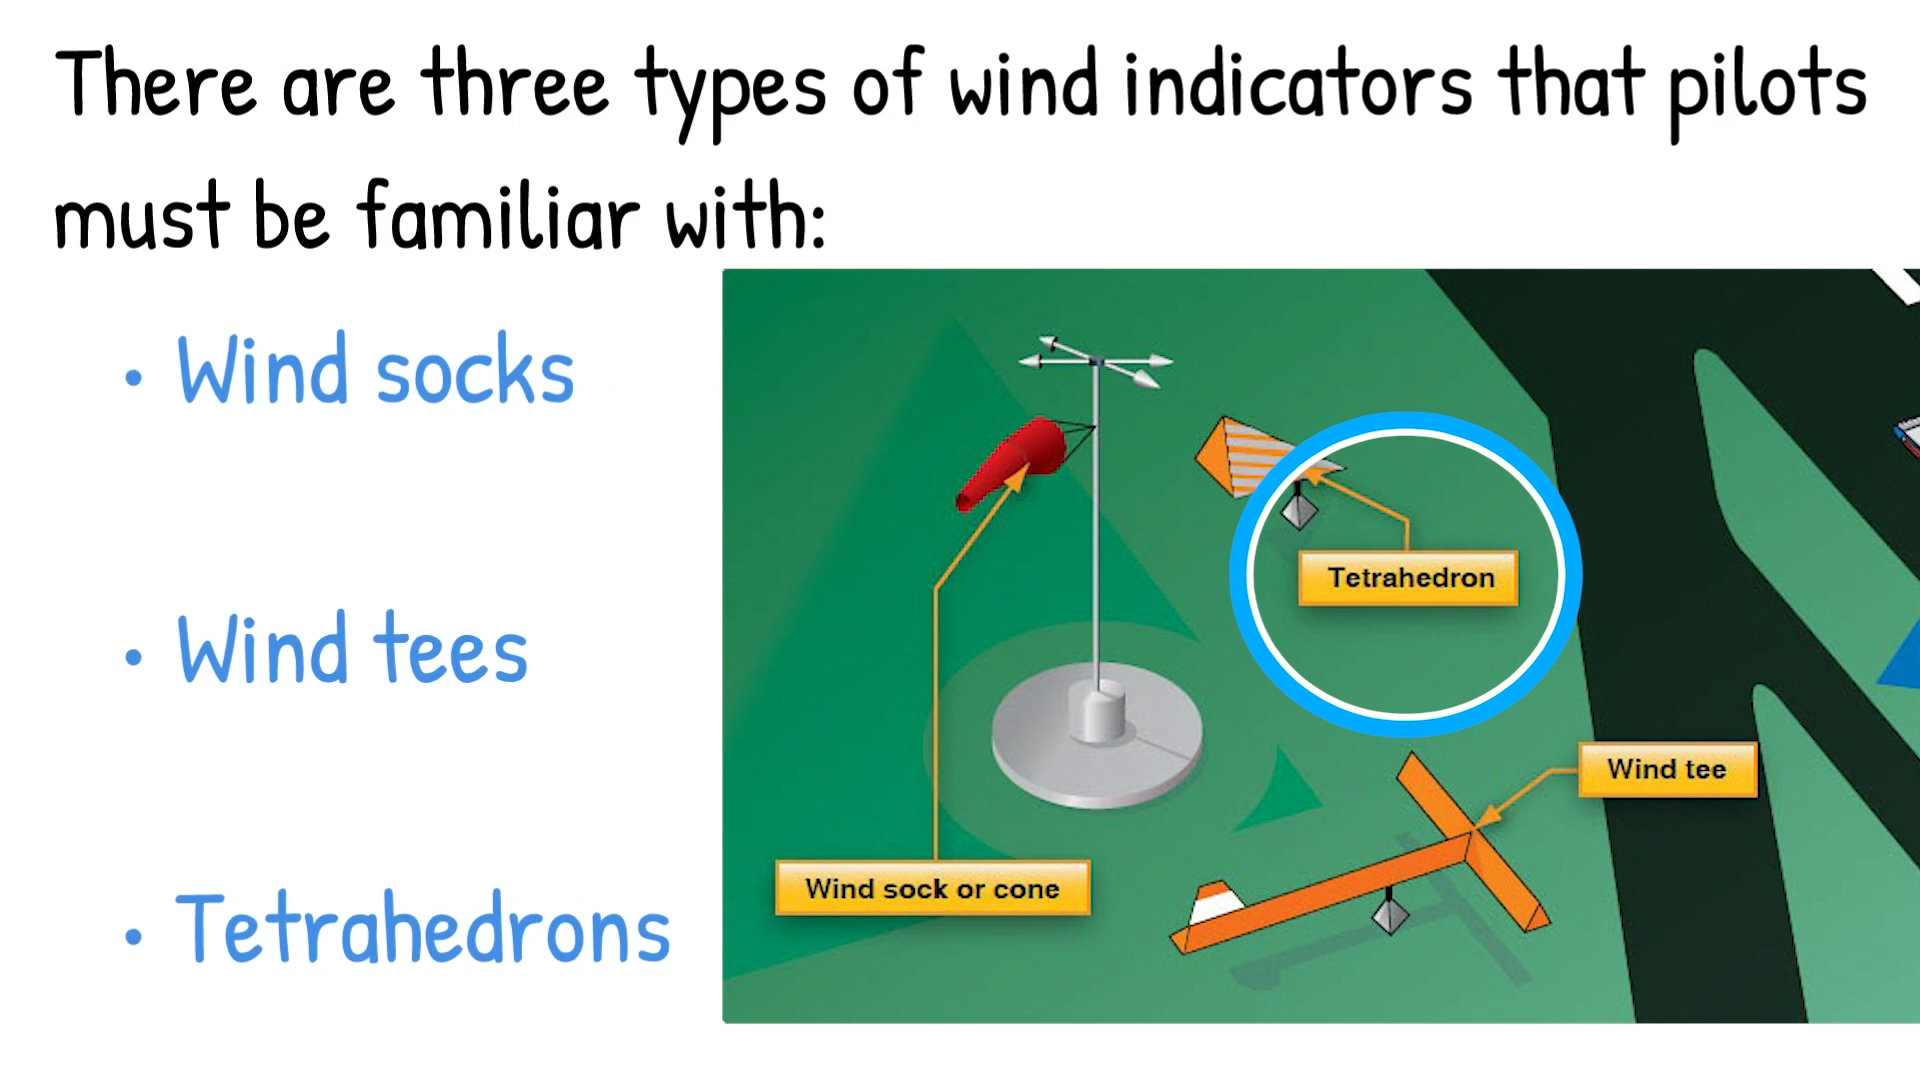 There are three types of wind indicators that pilots
must be familiar with:
• Wind socks
• Wind tees
• Tetrahedrons
Tetrahedron
Wind tee
Wind sock or cone